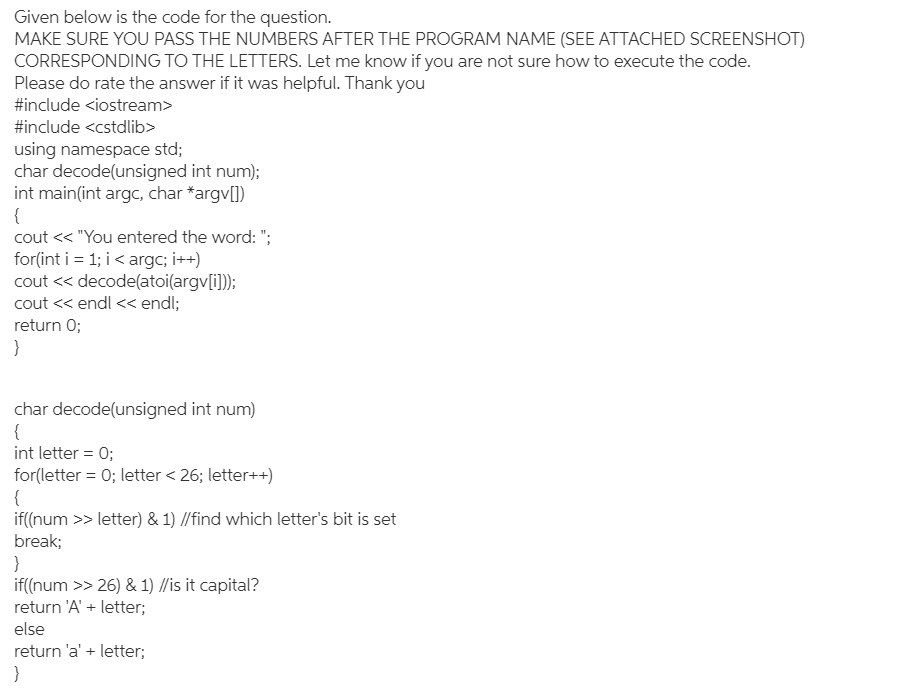 Given below is the code for the question.
MAKE SURE YOU PASS THE NUMBERS AFTER THE PROGRAM NAME (SEE ATTACHED SCREENSHOT)
CORRESPONDING TO THE LETTERS. Let me know if you are not sure how to execute the code.
Please do rate the answer if it was helpful. Thank you
#include <iostream>
#include <cstdlib>
using namespace std;
char decode(unsigned int num);
int main(int argc, char *argv[])
{
cout << "You entered the word: ";
for(int i = 1; i < argc; i++)
cout << decode(atoi(argv[i]));
cout << endl << endl;
return 0;
}
char decode(unsigned int num)
{
int letter = 0;
for(letter = 0; letter < 26; letter++)
{
if((num >> letter) & 1) //find which letter's bit is set
break;
}
if((num >> 26) & 1) //is it capital?
return 'A' + letter;
else
return 'a' + letter;
}